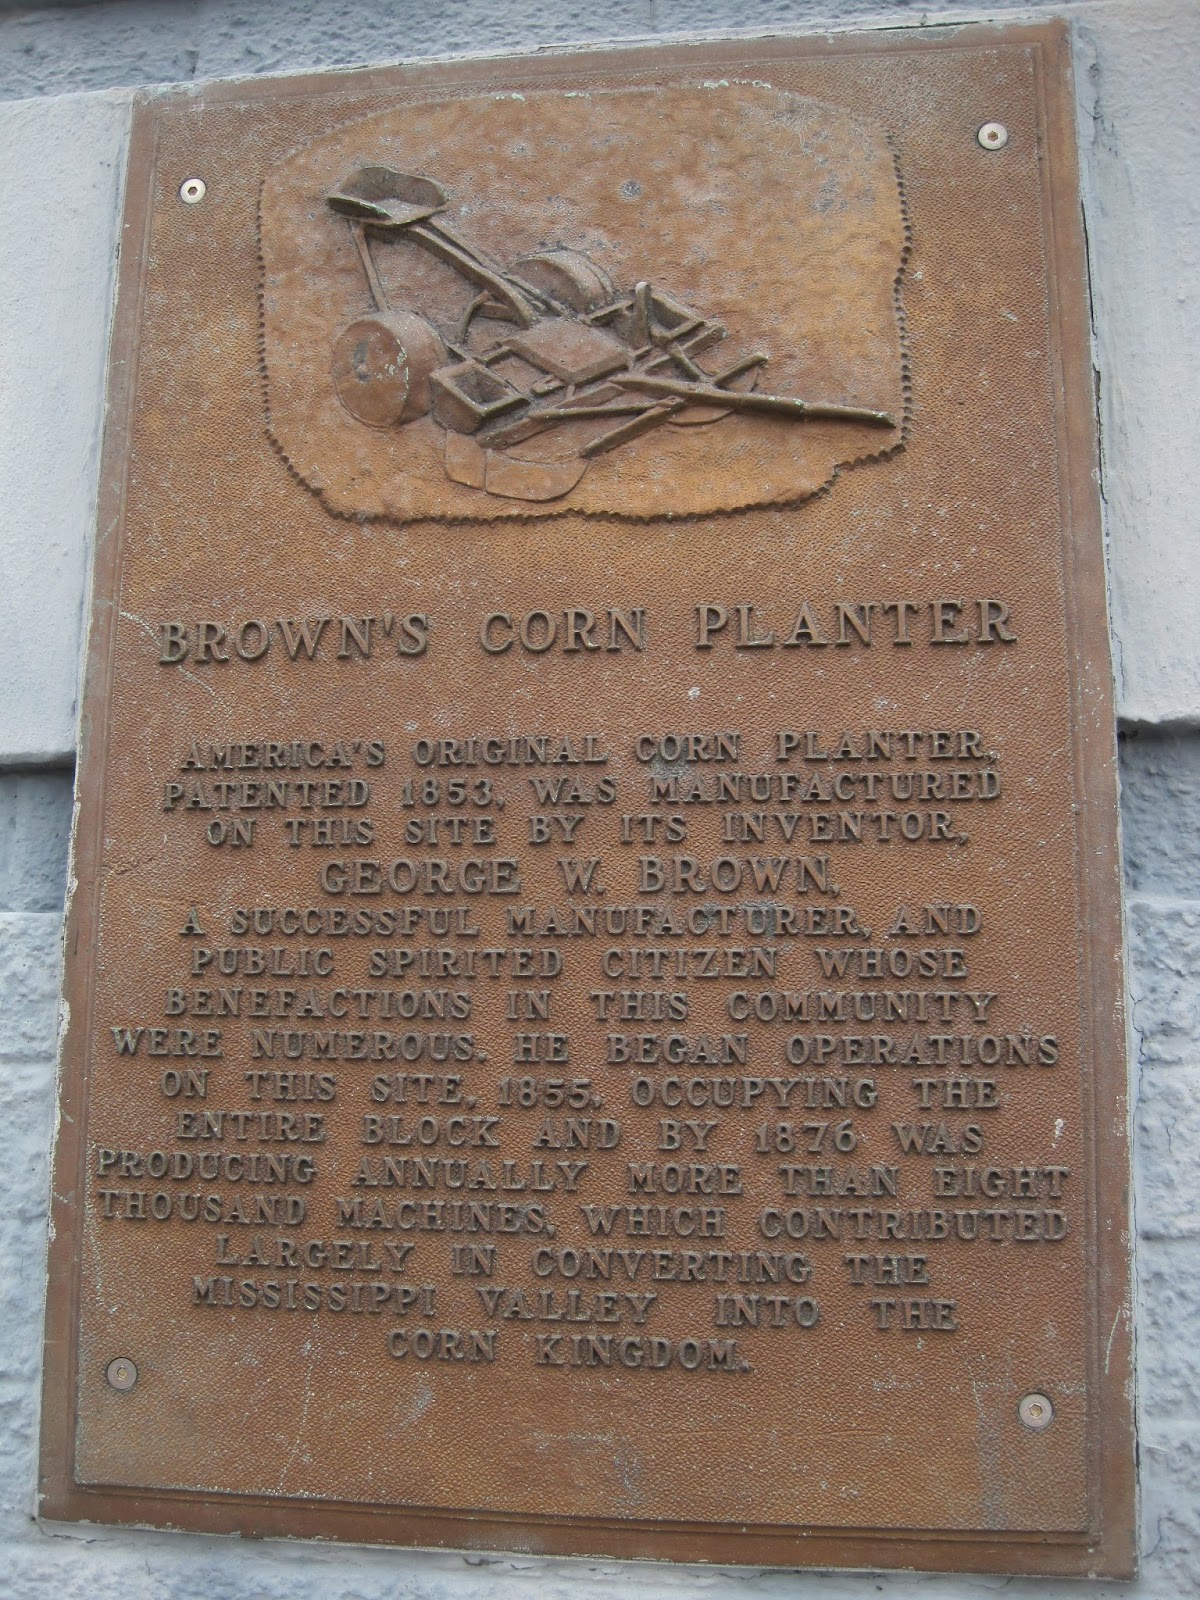 BROWN'S CORN PLANTER
AMERICA'S ORIGINAL CORN PLANTER,
PATENTED 1853, WAS MANUFACTURED
ON THIS SITE BY ITS INVENTOR,
GEORGE W. BROWN,
A SUCCESSFUL MANUFACTURER, AND
PUBLIC SPIRITED CITIZEN WHOSE
BENEFACTIONS IN THIS COMMUNITY
WERE NUMEROUS. HE BEGAN OPERATIONS
ON THIS SITE, 1855, OCCUPYING THE
ENTIRE BLOCK AND BY 1876 WAS
PRODUCING ANNUALLY MORE THAN EIGHT
THOUSAND MACHINES, WHICH CONTRIBUTED
LARGELY IN CONVERTING THE
MISSISSIPPI VALLEY INTO THE
CORN KINGDOM.